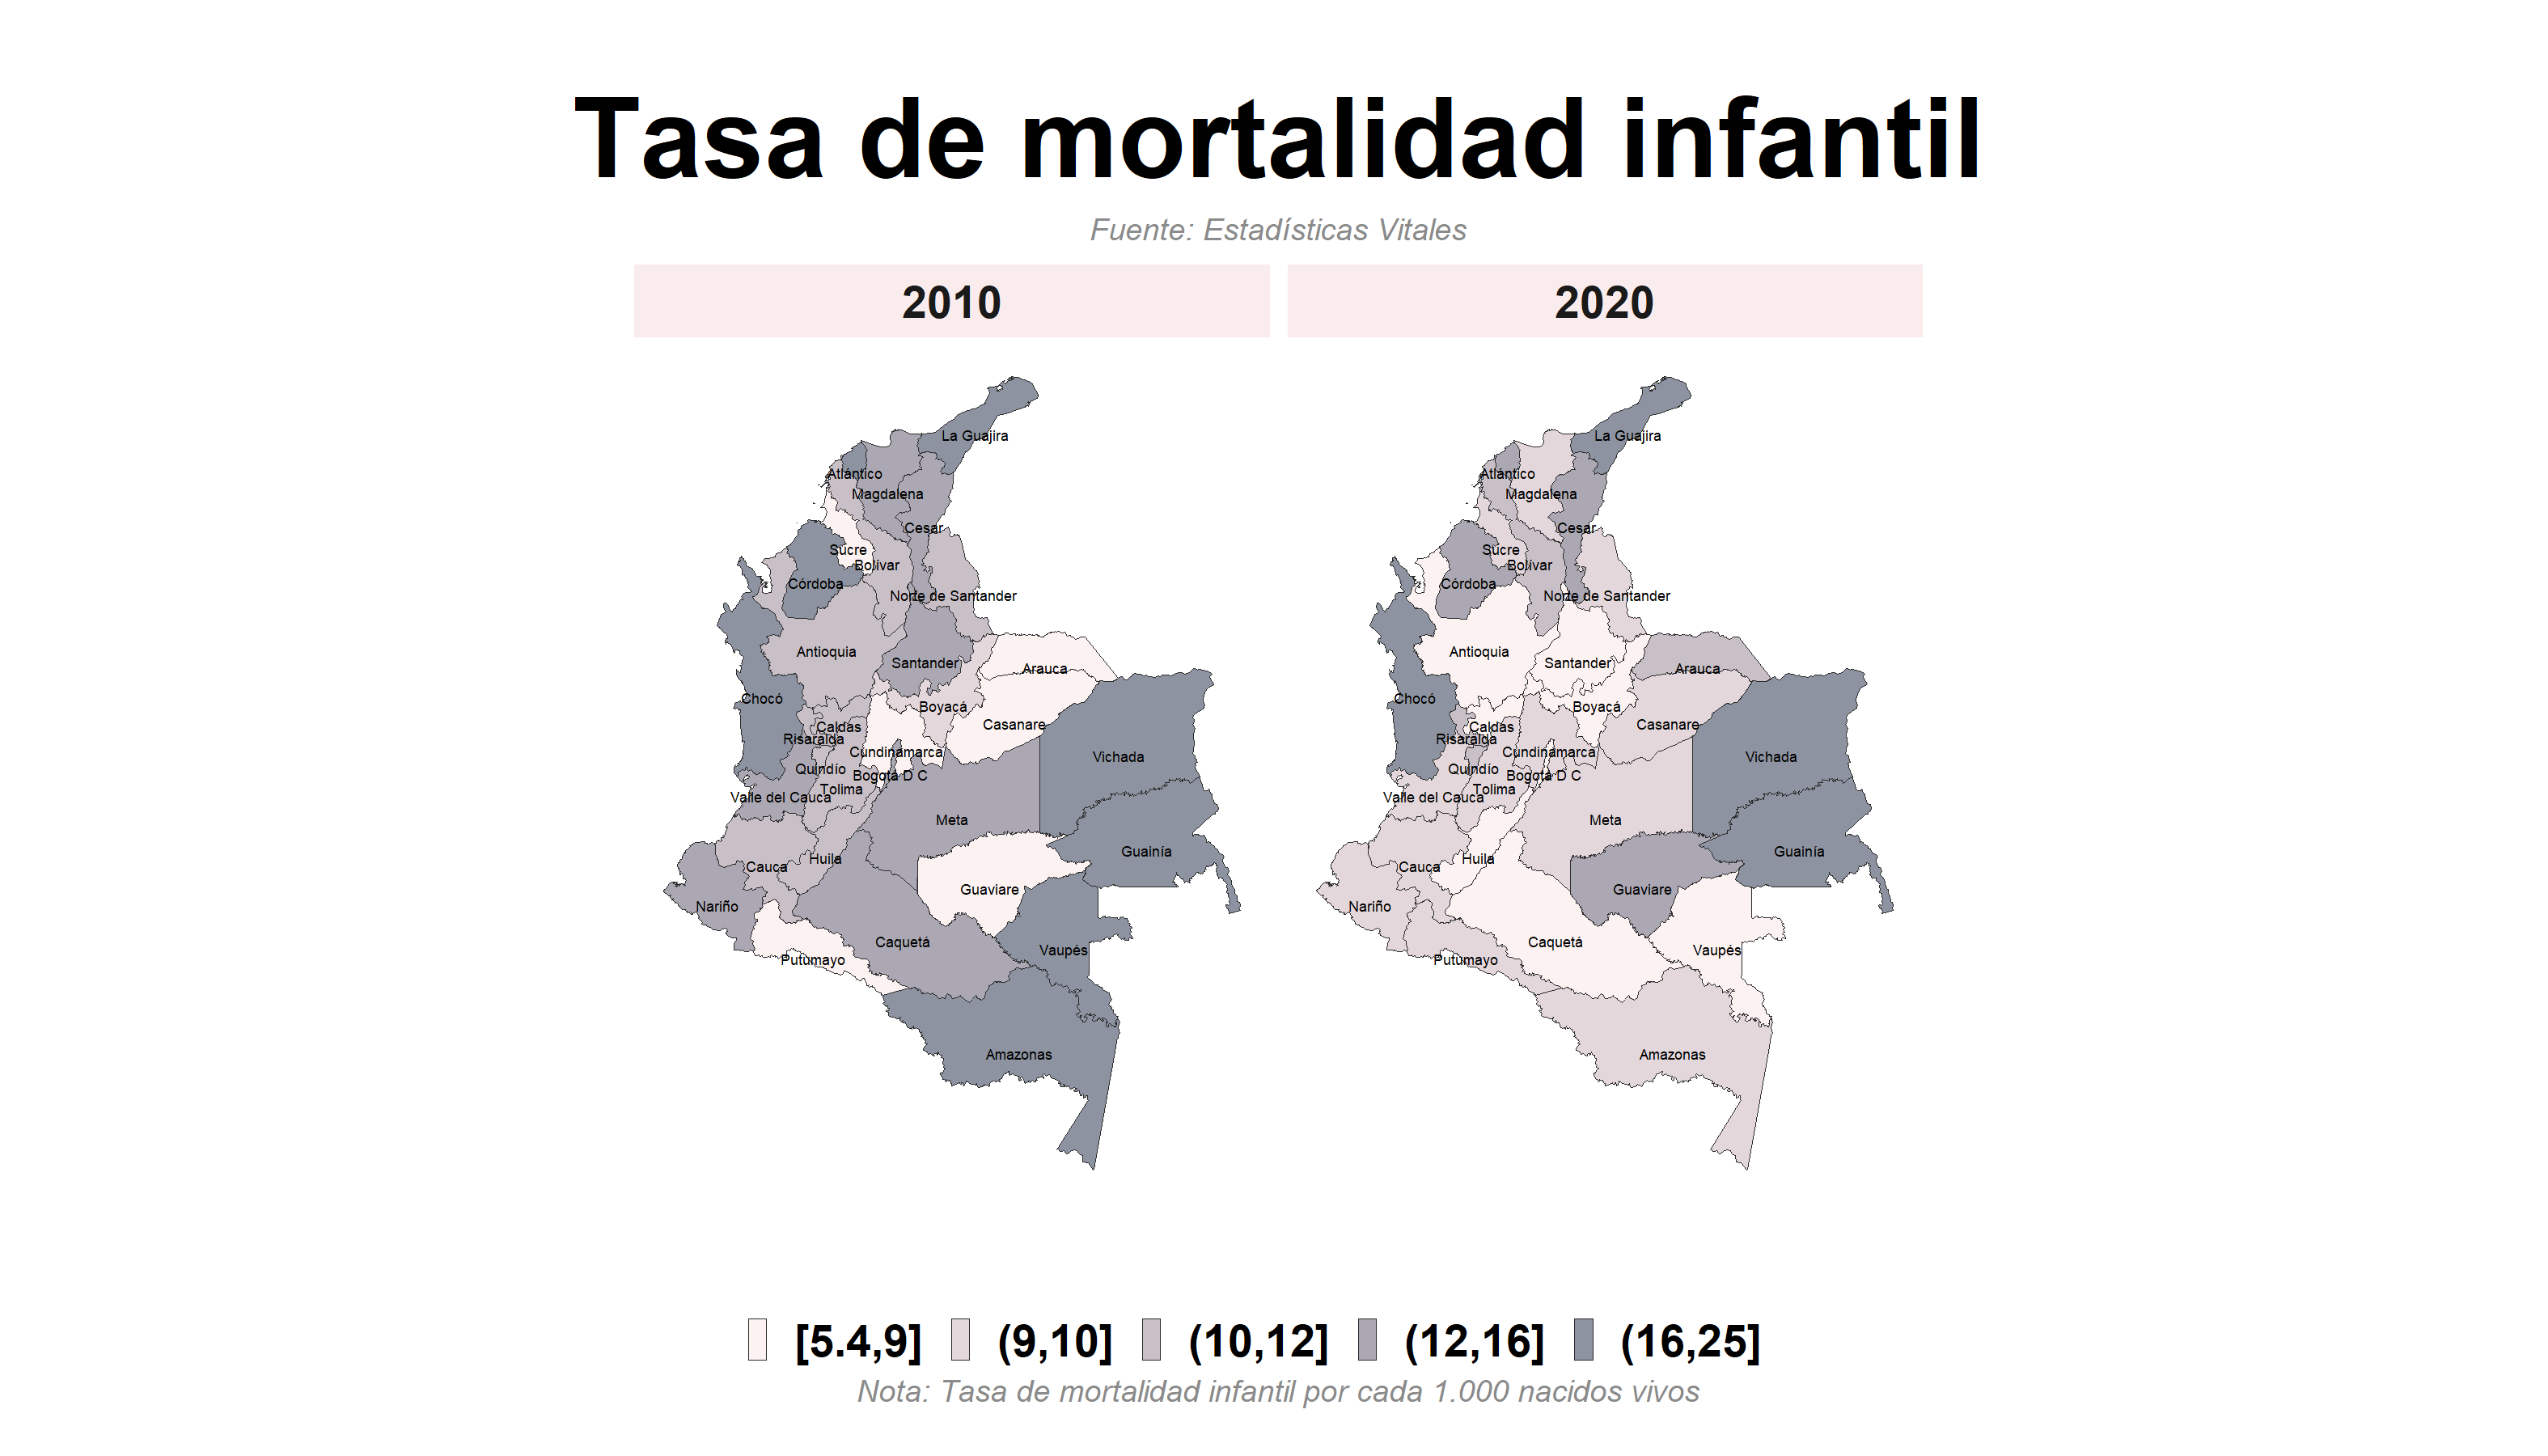 Tasa de mortalidad infantil
Fuente: Estadísticas Vitales
2010
2020
La Guajira
Atlántico
Magdalena
Cesar
Sucre
Bolívar
Córdoba
Norte de Santander
Antioquia
Santander
Arauca
Chocó
Boyacá
Casanare
Caldas
Risaralda
Cundinamarca
Vichada
Quindío
Bogotá D C
Tolima
Valle del Cauca
Meta
Guainía
Huila
Cauca
Guaviare
Nariño
Caquetá
Vaupés
Putumayo
Amazonas
La Guajira
Atlántico
Magdalena
Cesar
Sucre
Bolívar
Córdoba
Norte de Santander
Antioquia
Santander
Arauca
Chocó
Boyacá
Casanare
Caldas
Risaralda
Cundinamarca
Vichada
Quindío
Bogotá D C
Tolima
Valle del Cauca
Meta
Guainía
Huila
Cauca
Guaviare
Nariño
Caquetá
Vaupés
Putumayo
Amazonas
[5.4,9] (9,10] (10,12] (12,16] (16,25]
Nota: Tasa de mortalidad infantil por cada 1.000 nacidos vivos